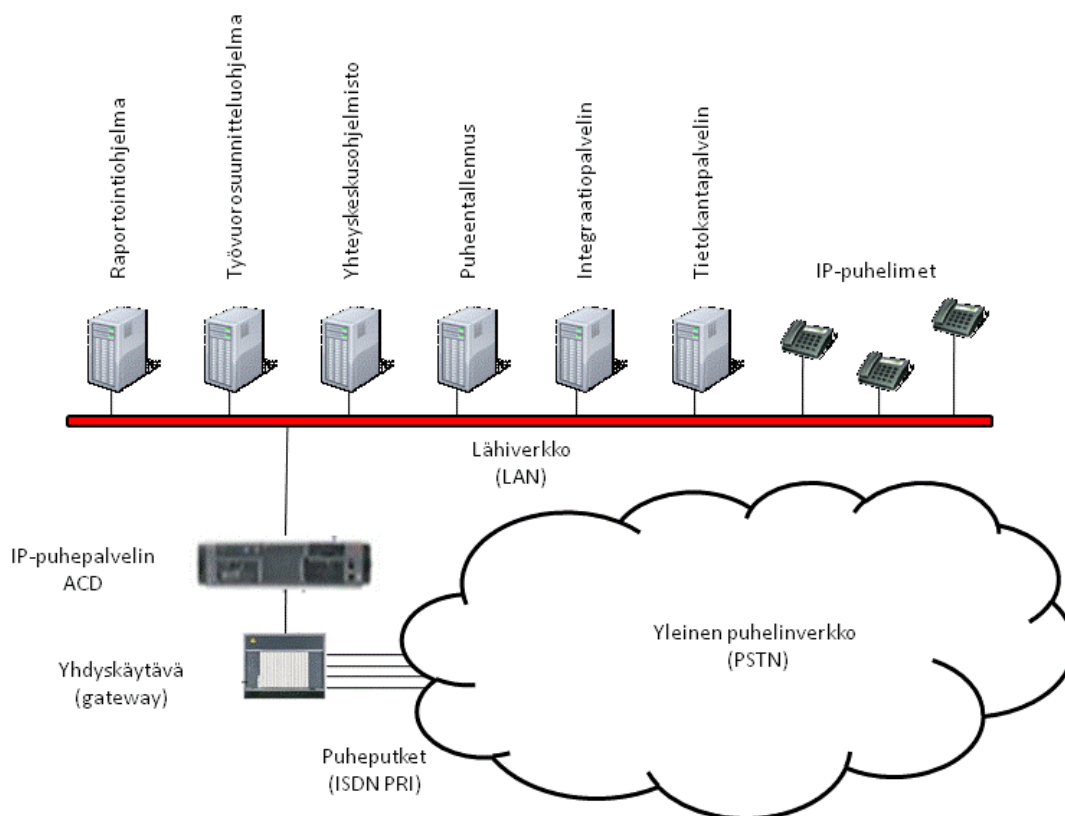 Raportointiohjelma
Työvuorosunnitteluohjelma
Yhteyskeskusohjelmisto
Puheentallennus
Integraatiopalvelin
Tietokantapalvelin
IP-puhelimet
Lähiverkko
(LAN)
IP-puhepalvelin
ACD
Yleinen puhelinverkko
(PSTN)
Yhdyskäytävä
(gateway)
Puheputket
(ISDN PRI)